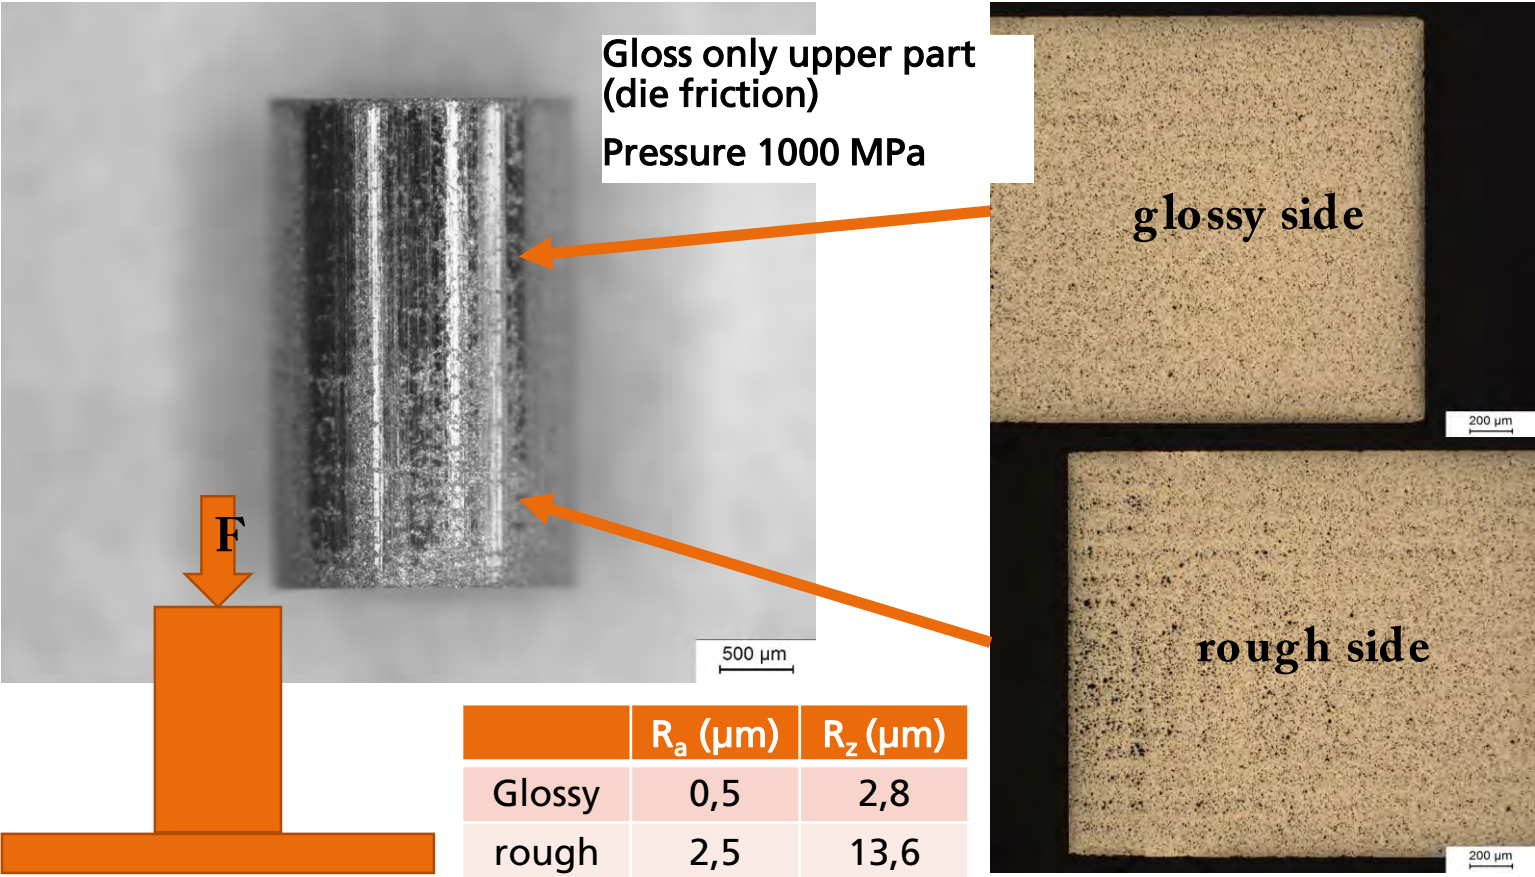 Gloss only upper part
(die friction)
Pressure 1000 MPa
glossy side
200 µm
F
500 µm
rough side
200 µm
Ra (µm) Rz (µm)
Glossy 0,5 2,8
rough 2,5 13,6